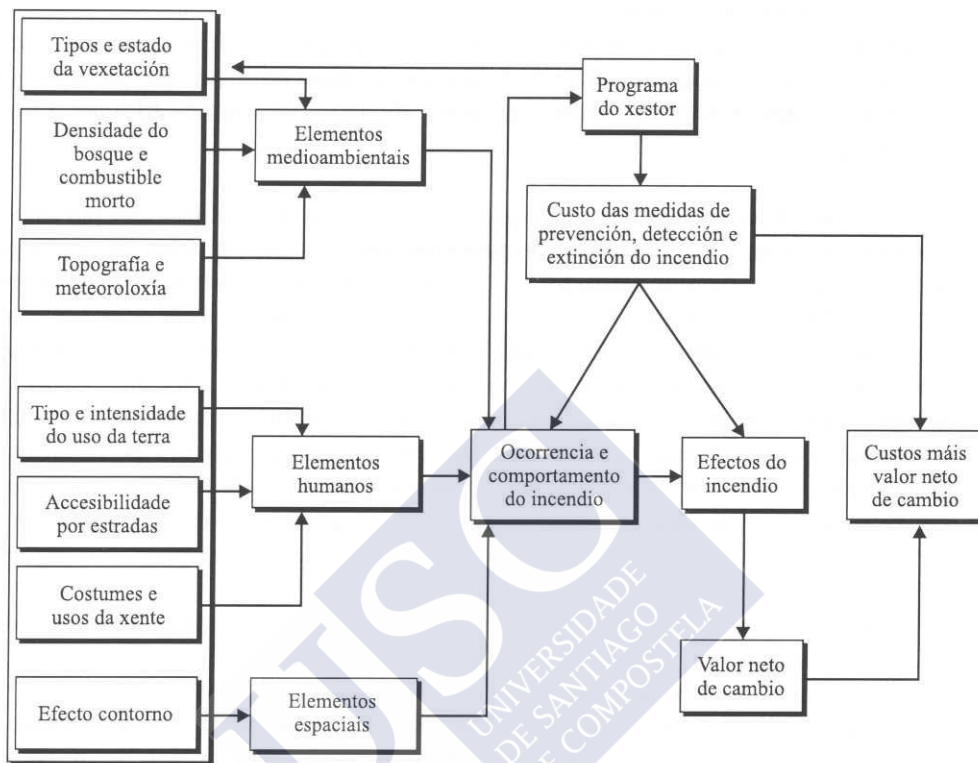 Tipos e estado
da vexetación
Densidade do
bosque e
combustible
morto
Topografía e
meteoroloxía
Tipo e intensidade
do uso da terra
Accesibilidade
por estradas
Costumes e
usos da xente
Efecto contorno
Elementos
medioambientais
Elementos
humanos
Elementos
espaciais
Programa
do xestor
Custo das medidas de
prevención, detección e
extinción do incendio
Ocorrencia e
comportamento
do incendio
Efectos do
incendio
Custos máis
valor neto
de cambio
Valor neto
de cambio
USC
UNIVERSIDADE
DE SANTIAGO
DE COMPOSTELA